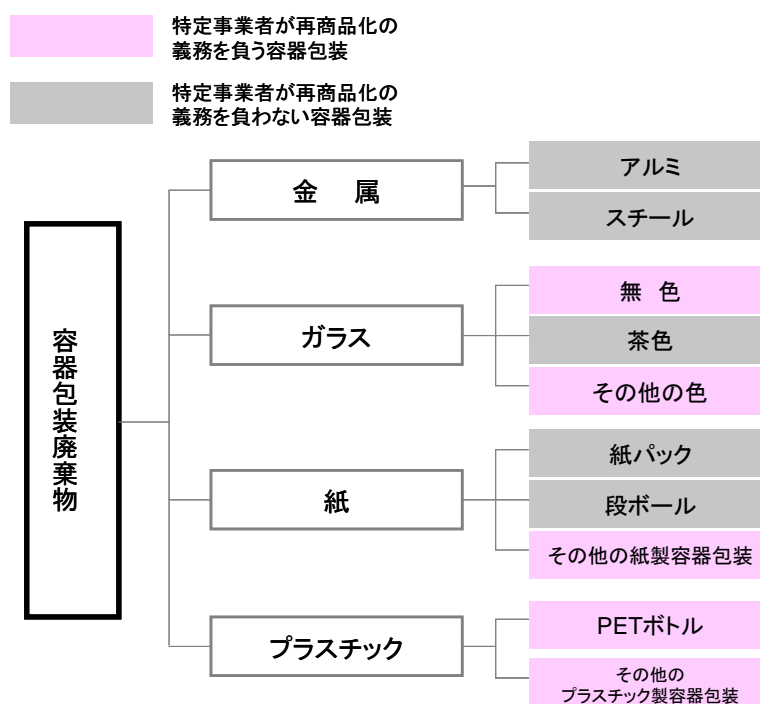 特定事業者が再商品化の
義務を負う容器包装
特定事業者が再商品化の
義務を負わない容器包装
容器包装廃棄物
金　属
アルミ
スチール
ガラス
無　色
茶色
その他の色
紙
紙パック
段ボール
その他の紙製容器包装
プラスチック
PETボトル
その他の
プラスチック製容器包装